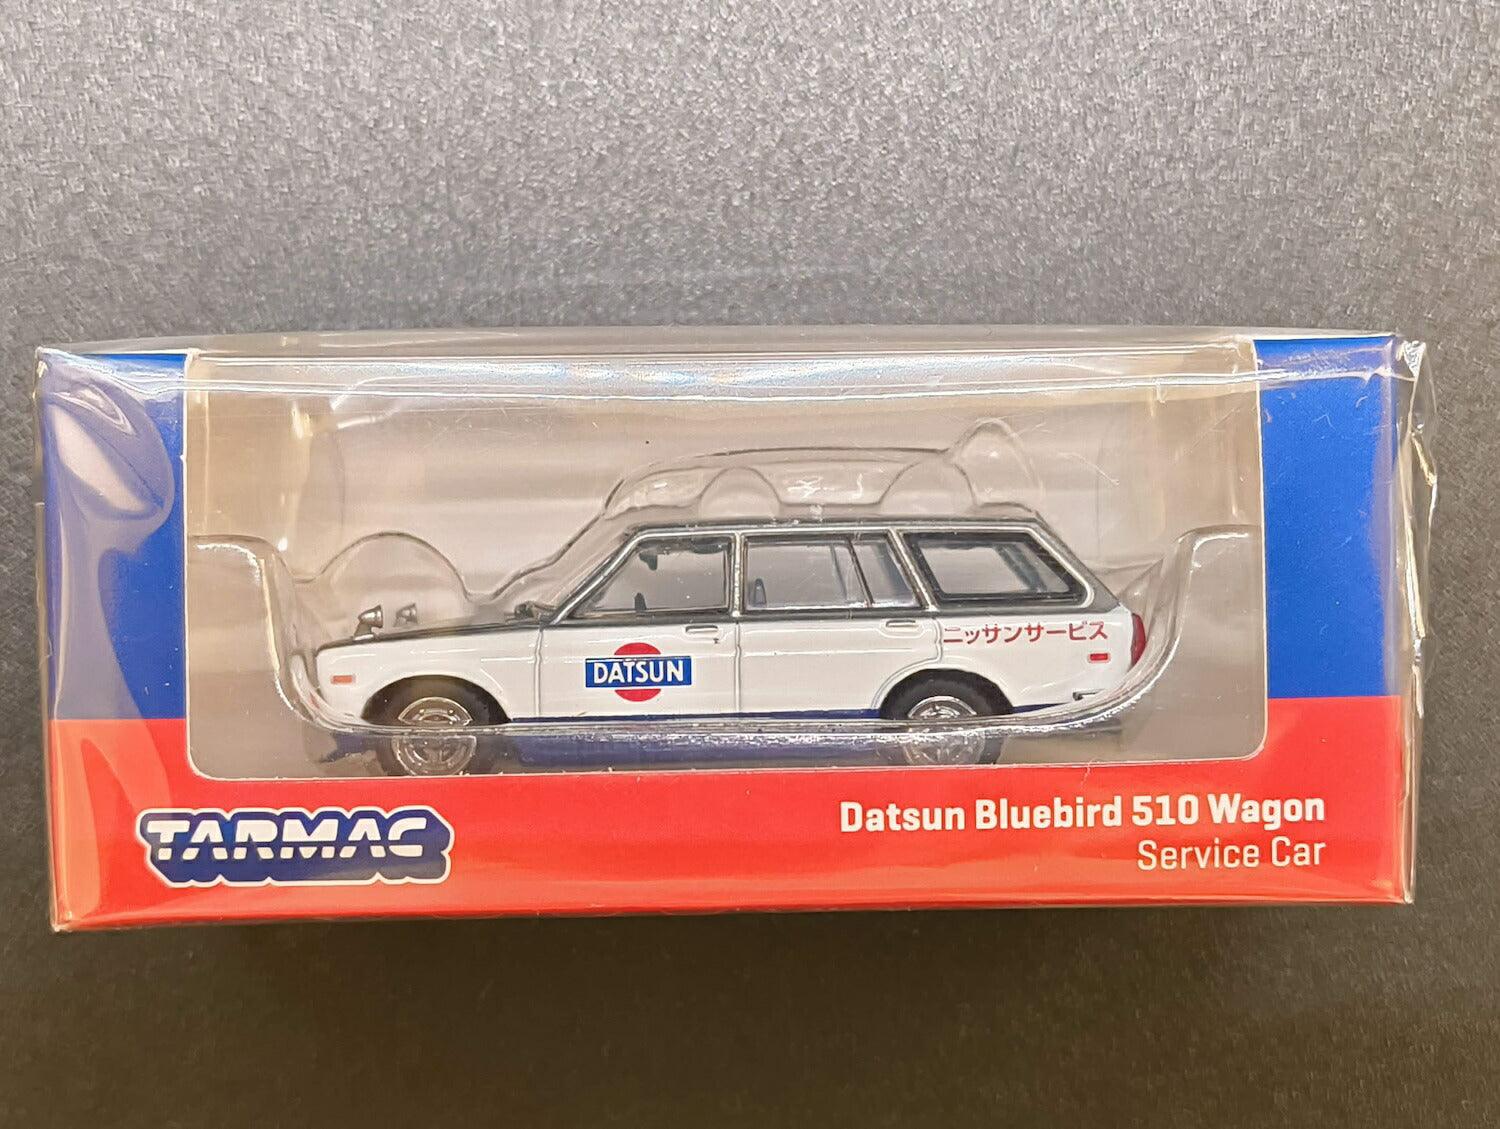 DATSUN
ニッサンサービス
TARMAC
Datsun Bluebird 510 Wagon
Service Car